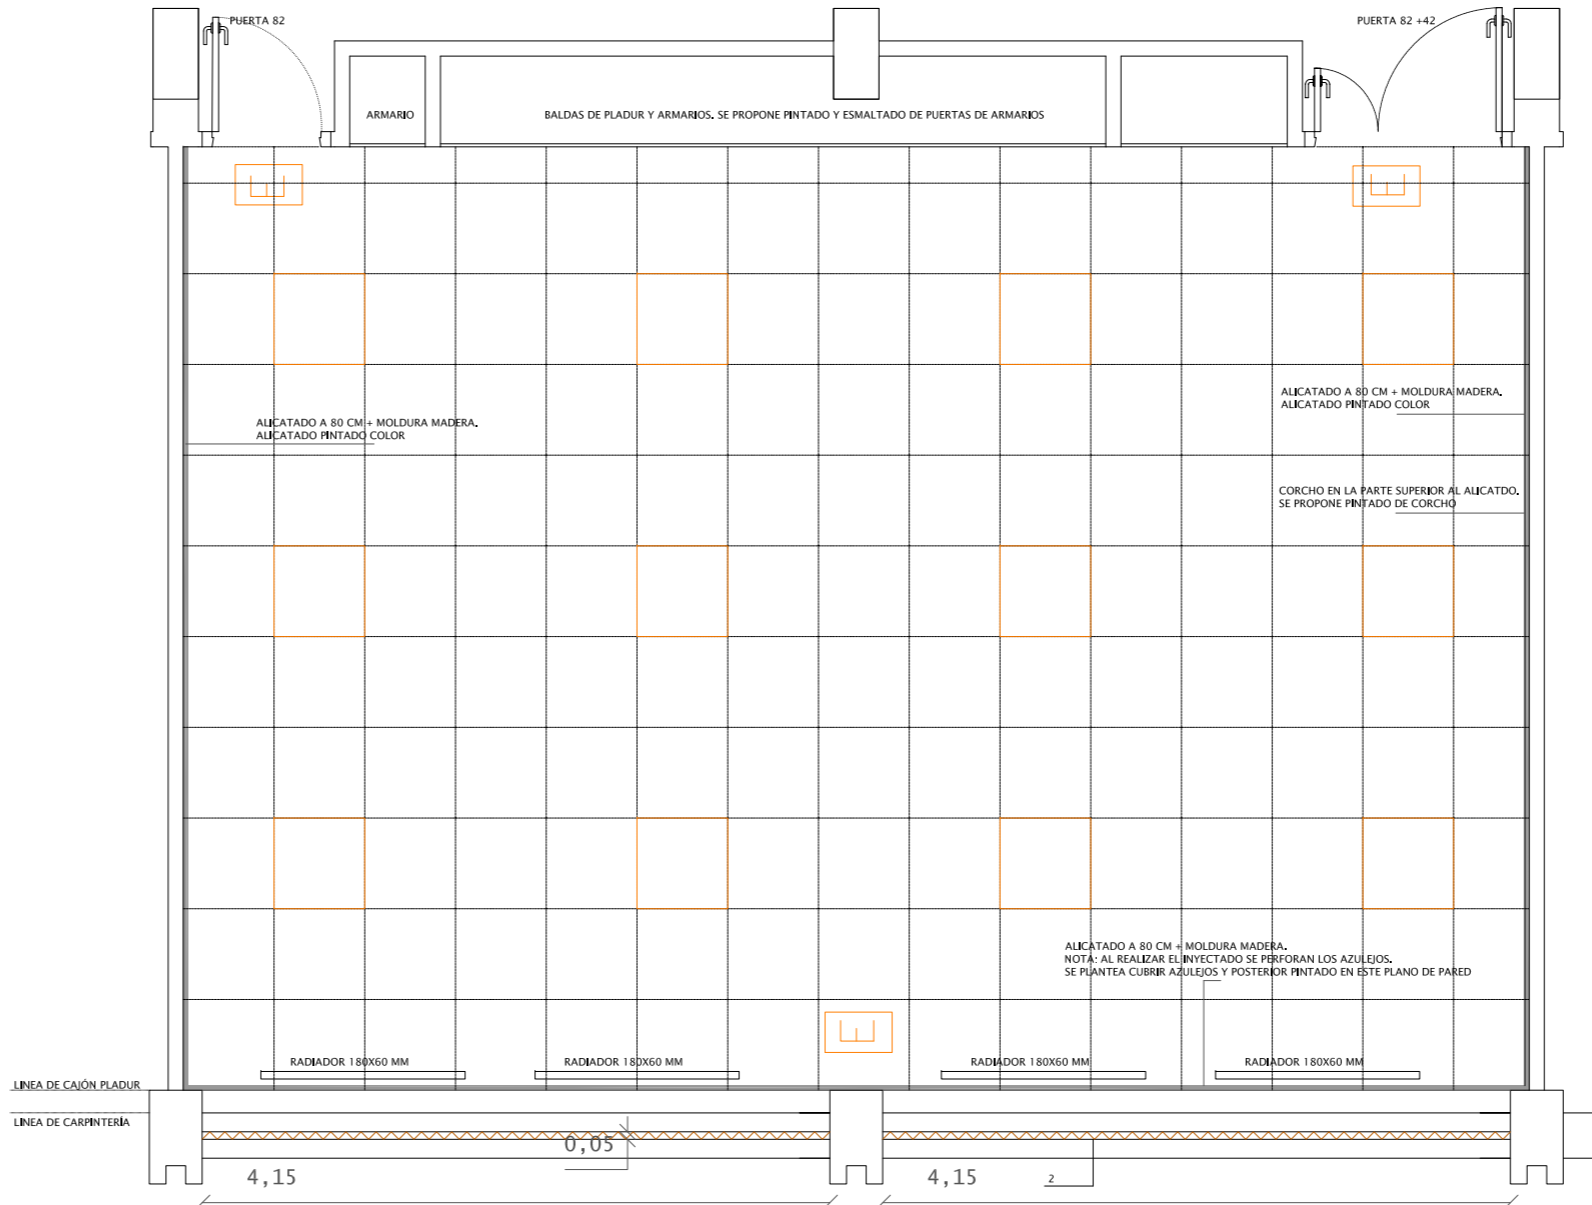 PUERTA 82
PUERTA 82 +42
ARMARIO
BALDAS DE PLADUR Y ARMARIOS. SE PROPONE PINTADO Y ESMALTADO DE PUERTAS DE ARMARIOS
E
E
ALICATADO A 80 CM + MOLDURA MADERA.
ALICATADO PINTADO COLOR
ALICATADO A 80 CM + MOLDURA MADERA.
ALICATADO PINTADO COLOR
CORCHO EN LA PARTE SUPERIOR AL ALICATDO.
SE PROPONE PINTADO DE CORCHO
ALICATADO A 80 CM + MOLDURA MADERA.
NOTA: AL REALIZAR EL INYECTADO SE PERFORAN LOS AZULEJOS.
SE PLANTEA CUBRIR AZULEJOS Y POSTERIOR PINTADO EN ESTE PLANO DE PARED
E
RADIADOR 180X60 MM
RADIADOR 180X60 MM
RADIADOR 180X60 MM
RADIADOR 180X60 MM
LINEA DE CAJÓN PLADUR
LINEA DE CARPINTERÍA
0,05
4,15
4,15
2